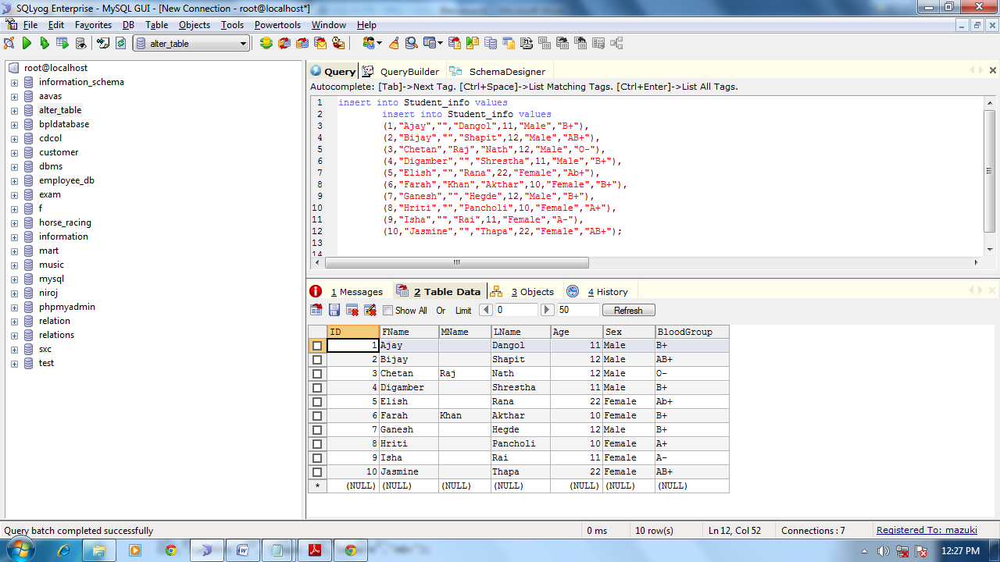 SQLyog Enterprise - MySQL GUI - [New Connection - root@localhost*]
File Edit Favorites DB Table Objects Tools Powertools Window Help
alter_table
root@localhost
information_schema
aavas
alter_table
bpldatabase
cdcol
customer
dbms
employee_db
exam
f
horse_racing
information
mart
music
mysql
niroj
phpmyadmin
relation
relations
sxc
test
Query QueryBuilder SchemaDesigner
Autocomplete: [Tab]->Next Tag. [Ctrl+Space]->List Matching Tags. [Ctrl+Enter]->List All Tags.
1 insert into Student_info values
2 insert into Student_info values
3 (1,"Ajay","","Dangol",11,"Male","B+"),
4 (2,"Bijay","","Shapit",12,"Male","AB+"),
5 (3,"Chetan","Raj","Nath",12,"Male","O-"),
6 (4,"Digamber","","Shrestha",11,"Male","B+"),
7 (5,"Elish","","Rana",22,"Female","Ab+"),
8 (6,"Farah","Khan","Akthar",10,"Female","B+"),
9 (7,"Ganesh","","Hegde",12,"Male","B+"),
10 (8,"Hriti","","Pancholi",10,"Female","A+"),
11 (9,"Isha","","Rai",11,"Female","A-"),
12 (10,"Jasmine","","Thapa",22,"Female","AB+");
13
14
1 Messages 2 Table Data 3 Objects 4 History
Show All Or Limit 0 50 Refresh
ID FName MName LName Age Sex BloodGroup
1 Ajay Dangol 11 Male B+
2 Bijay Shapit 12 Male AB+
3 Chetan Raj Nath 12 Male O-
4 Digamber Shrestha 11 Male B+
5 Elish Rana 22 Female Ab+
6 Farah Khan Akthar 10 Female B+
7 Ganesh Hegde 12 Male B+
8 Hriti Pancholi 10 Female A+
9 Isha Rai 11 Female A-
10 Jasmine Thapa 22 Female AB+
* (NULL) (NULL) (NULL) (NULL) (NULL) (NULL) (NULL)
Query batch completed successfully 0 ms 10 row(s) Ln 12, Col 52 Connections : 7 Registered To: mazuki
12:27 PM